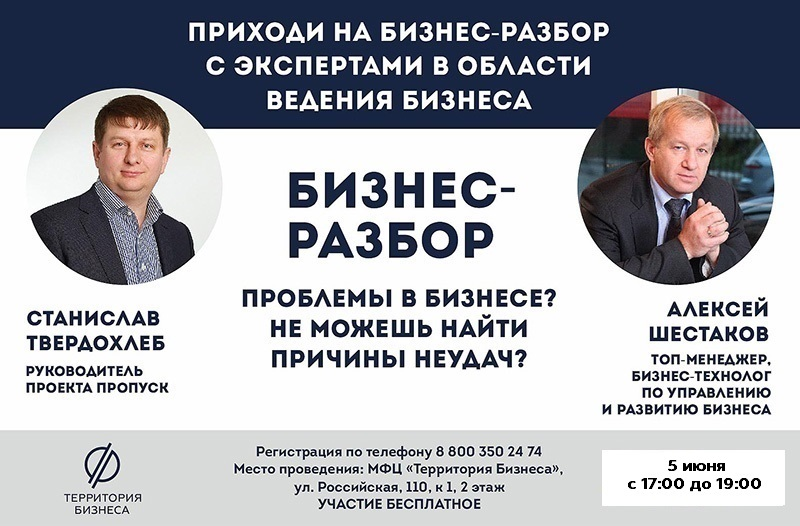 ПРИХОДИ НА БИЗНЕС-РАЗБОР
С ЭКСПЕРТАМИ В ОБЛАСТИ
ВЕДЕНИЯ БИЗНЕСА
БИЗНЕС-
РАЗБОР
ПРОБЛЕМЫ В БИЗНЕСЕ?
НЕ МОЖЕШЬ НАЙТИ
ПРИЧИНЫ НЕУДАЧ?
СТАНИСЛАВ
ТВЕРДОХЛЕБ
РУКОВОДИТЕЛЬ
ПРОЕКТА ПРОПУСК
АЛЕКСЕЙ
ШЕСТАКОВ
ТОП-МЕНЕДЖЕР,
БИЗНЕС-ТЕХНОЛОГ
ПО УПРАВЛЕНИЮ
И РАЗВИТИЮ БИЗНЕСА
ТЕРРИТОРИЯ
БИЗНЕСА
Регистрация по телефону 8 800 350 24 74
Место проведения: МФЦ «Территория Бизнеса»,
ул. Российская, 110, к 1, 2 этаж
УЧАСТИЕ БЕСПЛАТНОЕ
5 июня
с 17:00 до 19:00